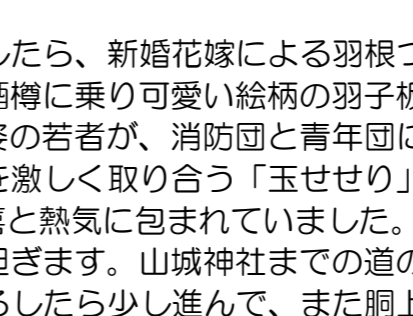 したら、新婚花嫁による羽根つ
酒樽に乗り可愛い絵柄の羽子板
姿の若者が、消防団と青年団に
を激しく取り合う「玉せせり」
喜と熱気に包まれていました。
担ぎます。山城神社までの道の
ろしたら少し進んで、また胴上